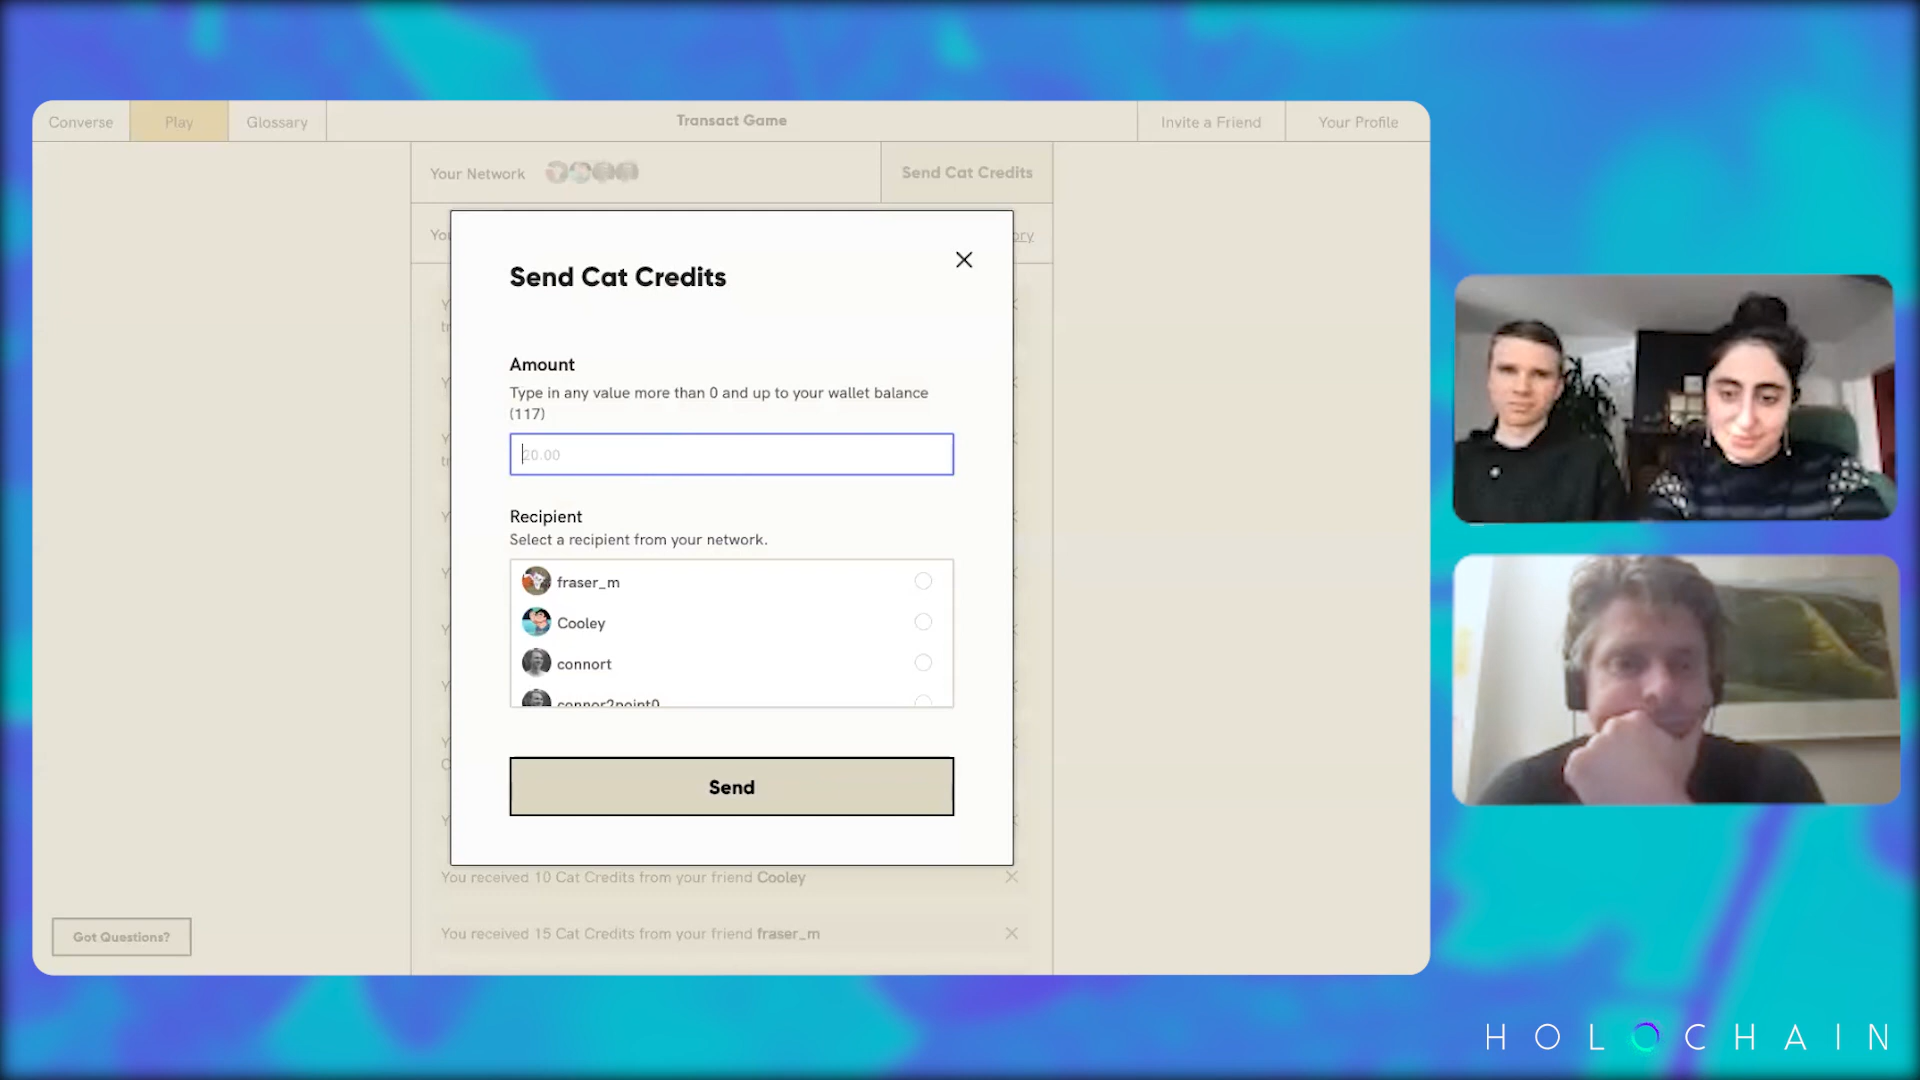 Converse
Play
Glossary
Transact Game
Invite a Friend
Your Profile
Your Network
Send Cat Credits
Send Cat Credits
Amount
Type in any value more than 0 and up to your wallet balance
(117)
20.00
Recipient
Select a recipient from your network.
fraser_m
Cooley
connort
connor2point0
Send
You received 10 Cat Credits from your friend Cooley
You received 15 Cat Credits from your friend fraser_m
Got Questions?
HOLOCHAIN